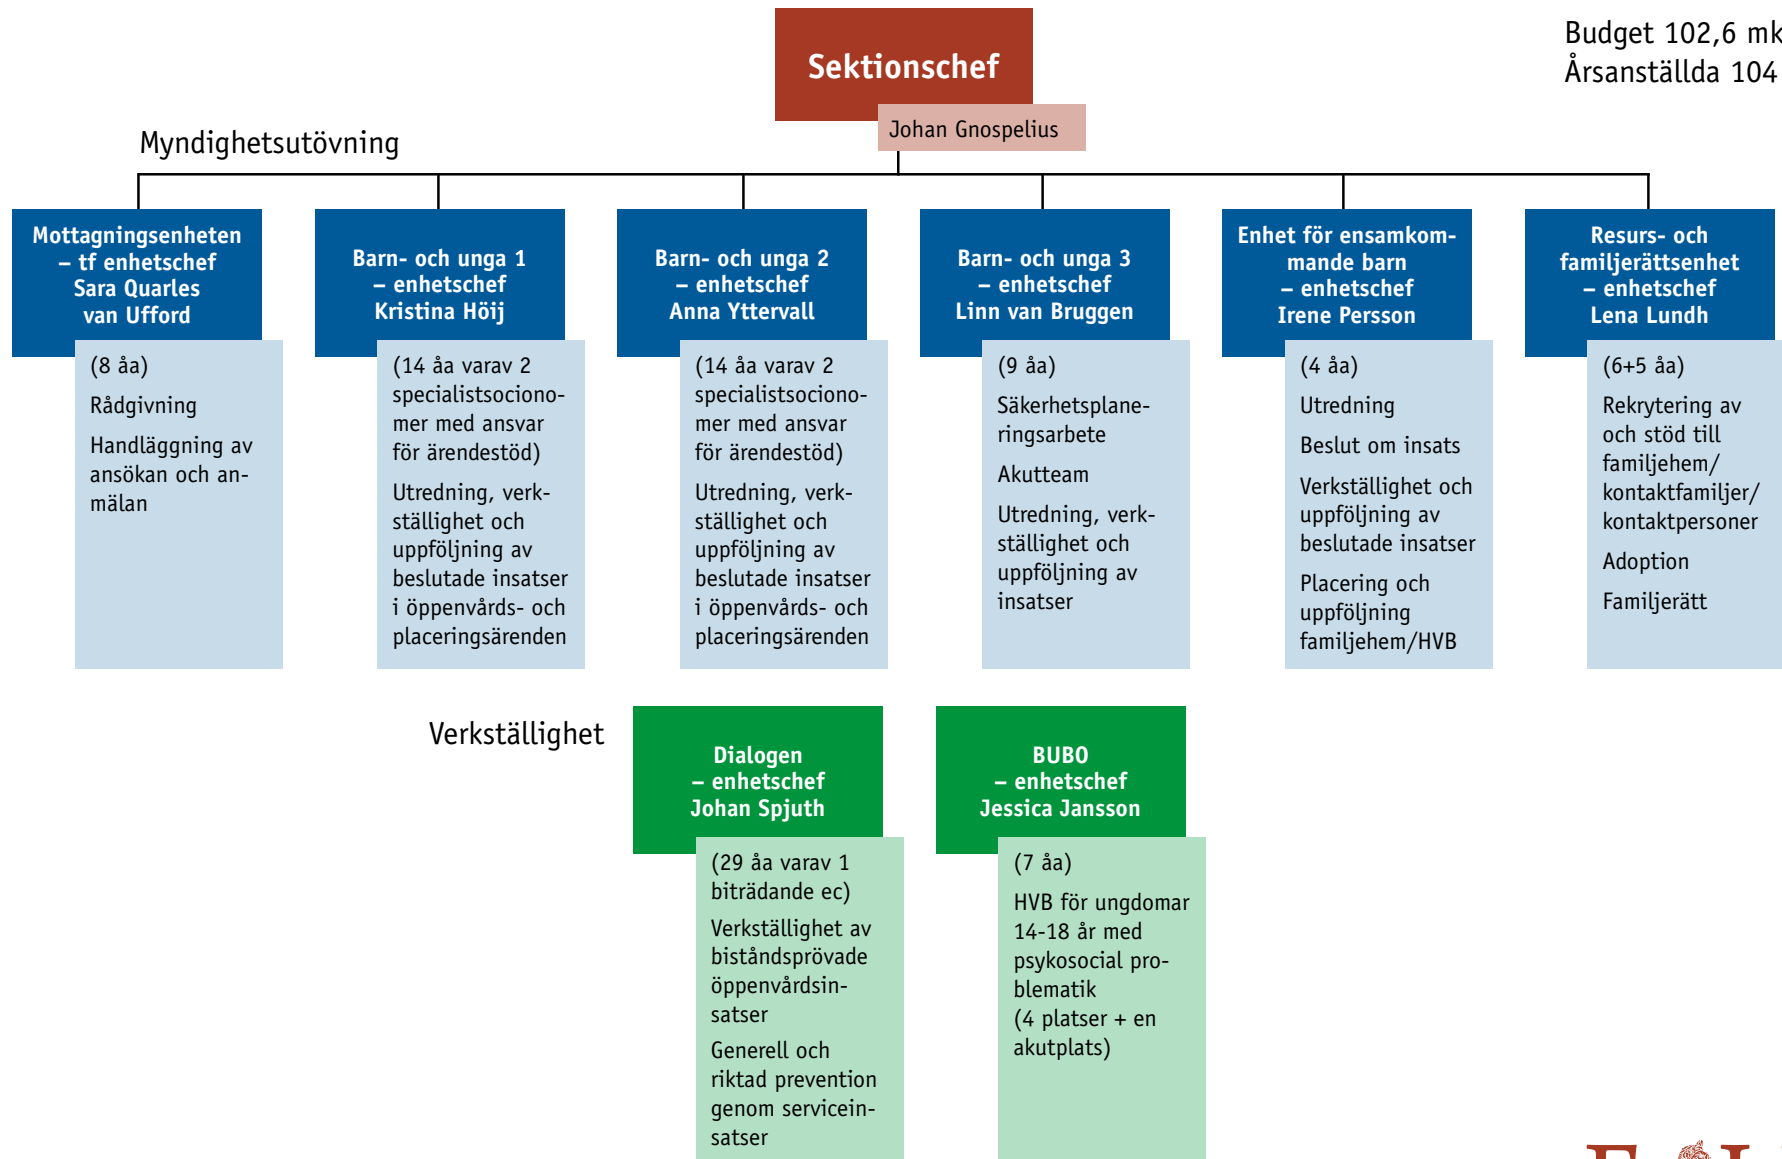 Sektionschef
Johan Gnospelius
Budget 102,6 mk
Årsanställda 104
Myndighetsutövning
Mottagningsenheten
– tf enhetschef
Sara Quarles
van Ufford
(8 åa)
Rådgivning
Handläggning av
ansökan och an-
mälan
Barn- och unga 1
– enhetschef
Kristina Höij
(14 åa varav 2
specialistsociono-
mer med ansvar
för ärendestöd)
Utredning, verk-
ställighet och
uppföljning av
beslutade insatser
i öppenvårds- och
placeringsärenden
Barn- och unga 2
– enhetschef
Anna Yttervall
(14 åa varav 2
specialistsociono-
mer med ansvar
för ärendestöd)
Utredning, verk-
ställighet och
uppföljning av
beslutade insatser
i öppenvårds- och
placeringsärenden
Barn- och unga 3
– enhetschef
Linn van Bruggen
(9 åa)
Säkerhetsplane-
ringsarbete
Akutteam
Utredning, verk-
ställighet och
uppföljning av
insatser
Enhet för ensamkom-
mande barn
– enhetschef
Irene Persson
(4 åa)
Utredning
Beslut om insats
Verkställighet och
uppföljning av
beslutade insatser
Placering och
uppföljning
familjehem/HVB
Resurs- och
familjerättsenhet
– enhetschef
Lena Lundh
(6+5 åa)
Rekrytering av
och stöd till
familjehem/
kontaktfamiljer/
kontaktpersoner
Adoption
Familjerätt
Verkställighet
Dialogen
– enhetschef
Johan Spjuth
(29 åa varav 1
biträdande ec)
Verkställighet av
biståndsprövade
öppenvårdsin-
satser
Generell och
riktad prevention
genom servicein-
satser
BUBO
– enhetschef
Jessica Jansson
(7 åa)
HVB för ungdomar
14-18 år med
psykosocial pro-
blematik
(4 platser + en
akutplats)